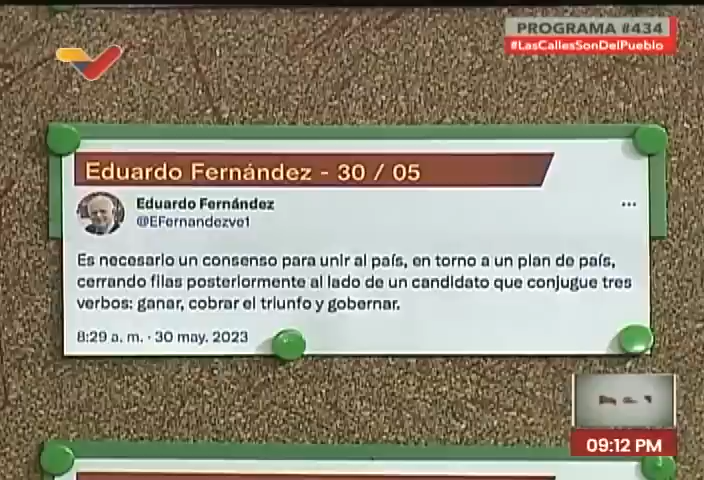 PROGRAMA #434
#LasCallesSonDelPueblo
Eduardo Fernández - 30 / 05
Eduardo Fernández
@EFernandezve1
Es necesario un consenso para unir al país, en torno a un plan de país,
cerrando filas posteriormente al lado de un candidato que conjugue tres
verbos: ganar, cobrar el triunfo y gobernar.
8:29 a. m. · 30 may. 2023
09:12 PM